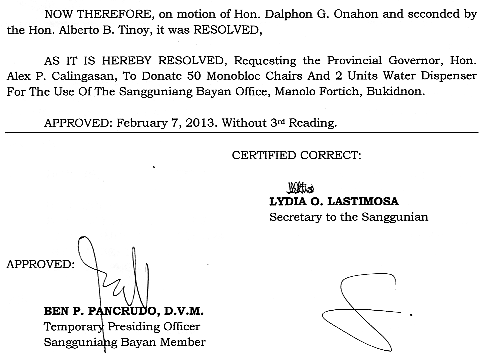 NOW THEREFORE, on motion of Hon. Dalphon G. Onahon and seconded by
the Hon. Alberto B. Tinoy, it was RESOLVED,
AS IT IS HEREBY RESOLVED, Requesting the Provincial Governor, Hon.
Alex P. Calingasan, To Donate 50 Monobloc Chairs And 2 Units Water Dispenser
For The Use Of The Sangguniang Bayan Office, Manolo Fortich, Bukidnon.
APPROVED: February 7, 2013. Without 3rd Reading.
CERTIFIED CORRECT:
LYDIA O. LASTIMOSA
Secretary to the Sanggunian
APPROVED:
BEN P. PANCRUDO, D.V.M.
Temporary Presiding Officer
Sangguniang Bayan Member